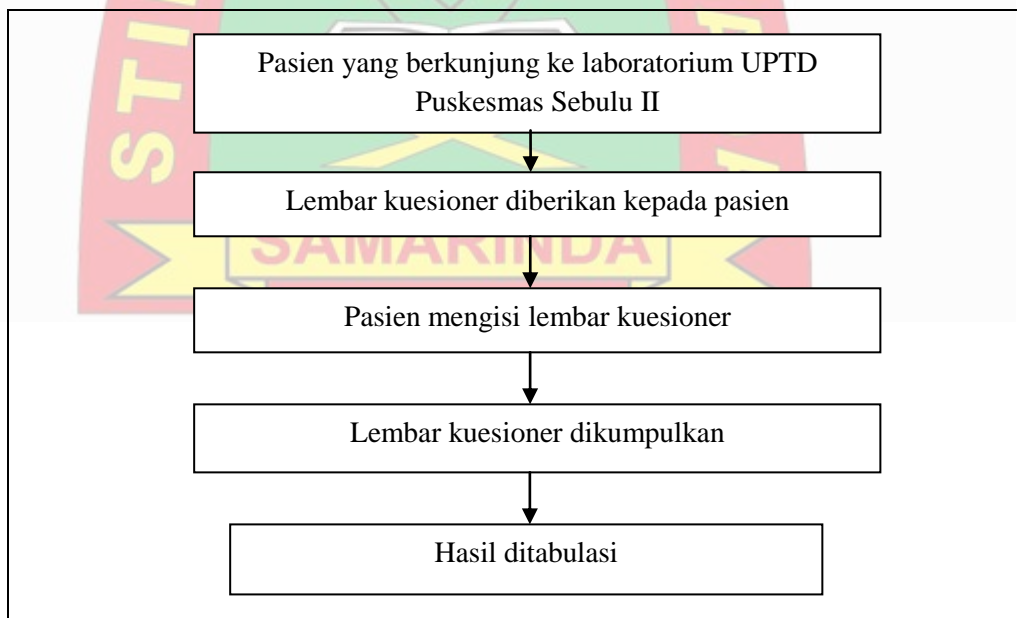 Pasien yang berkunjung ke laboratorium UPTD
Puskesmas Sebulu II
Lembar kuesioner diberikan kepada pasien
SAMARINDA
Pasien mengisi lembar kuesioner
Lembar kuesioner dikumpulkan
Hasil ditabulasi